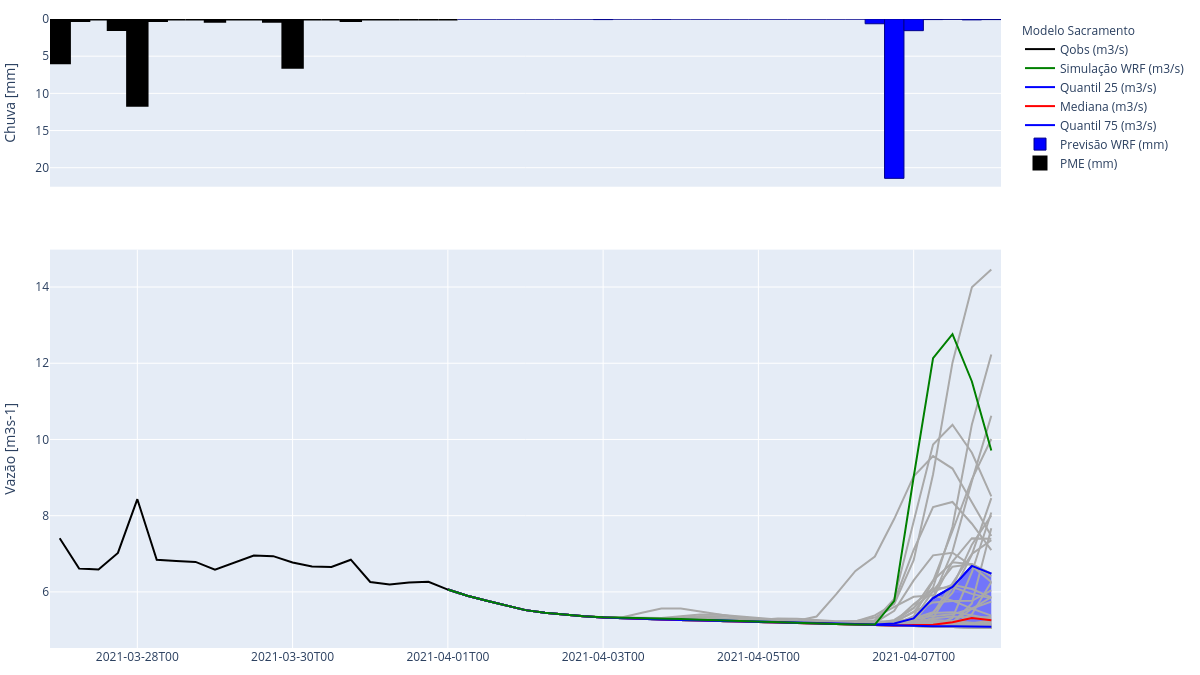 0
5
10
15
20
Chuva [mm]
Modelo Sacramento
Qobs (m3/s)
Simulação WRF (m3/s)
Quantil 25 (m3/s)
Mediana (m3/s)
Quantil 75 (m3/s)
Previsão WRF (mm)
PME (mm)
14
12
10
8
6
Vazão [m3s-1]
2021-03-28T00
2021-03-30T00
2021-04-01T00
2021-04-03T00
2021-04-05T00
2021-04-07T00